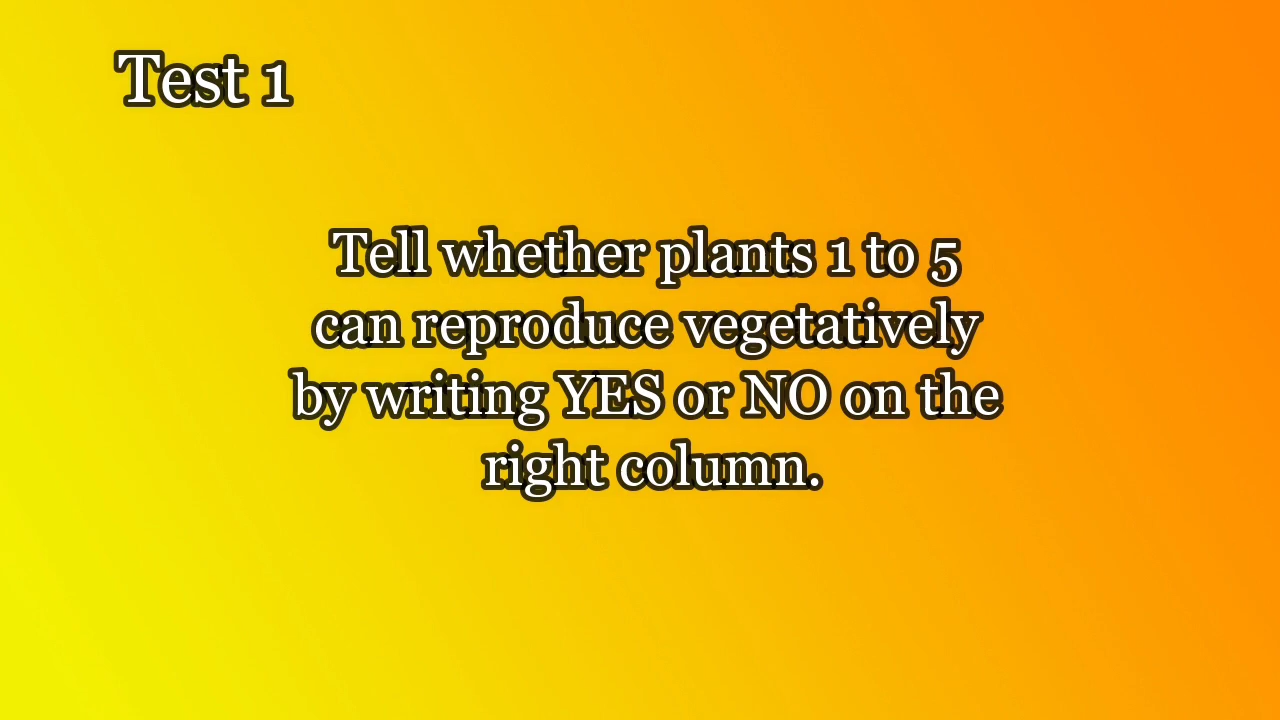 Test 1
Tell whether plants 1 to 5
can reproduce vegetatively
by writing YES or NO on the
right column.